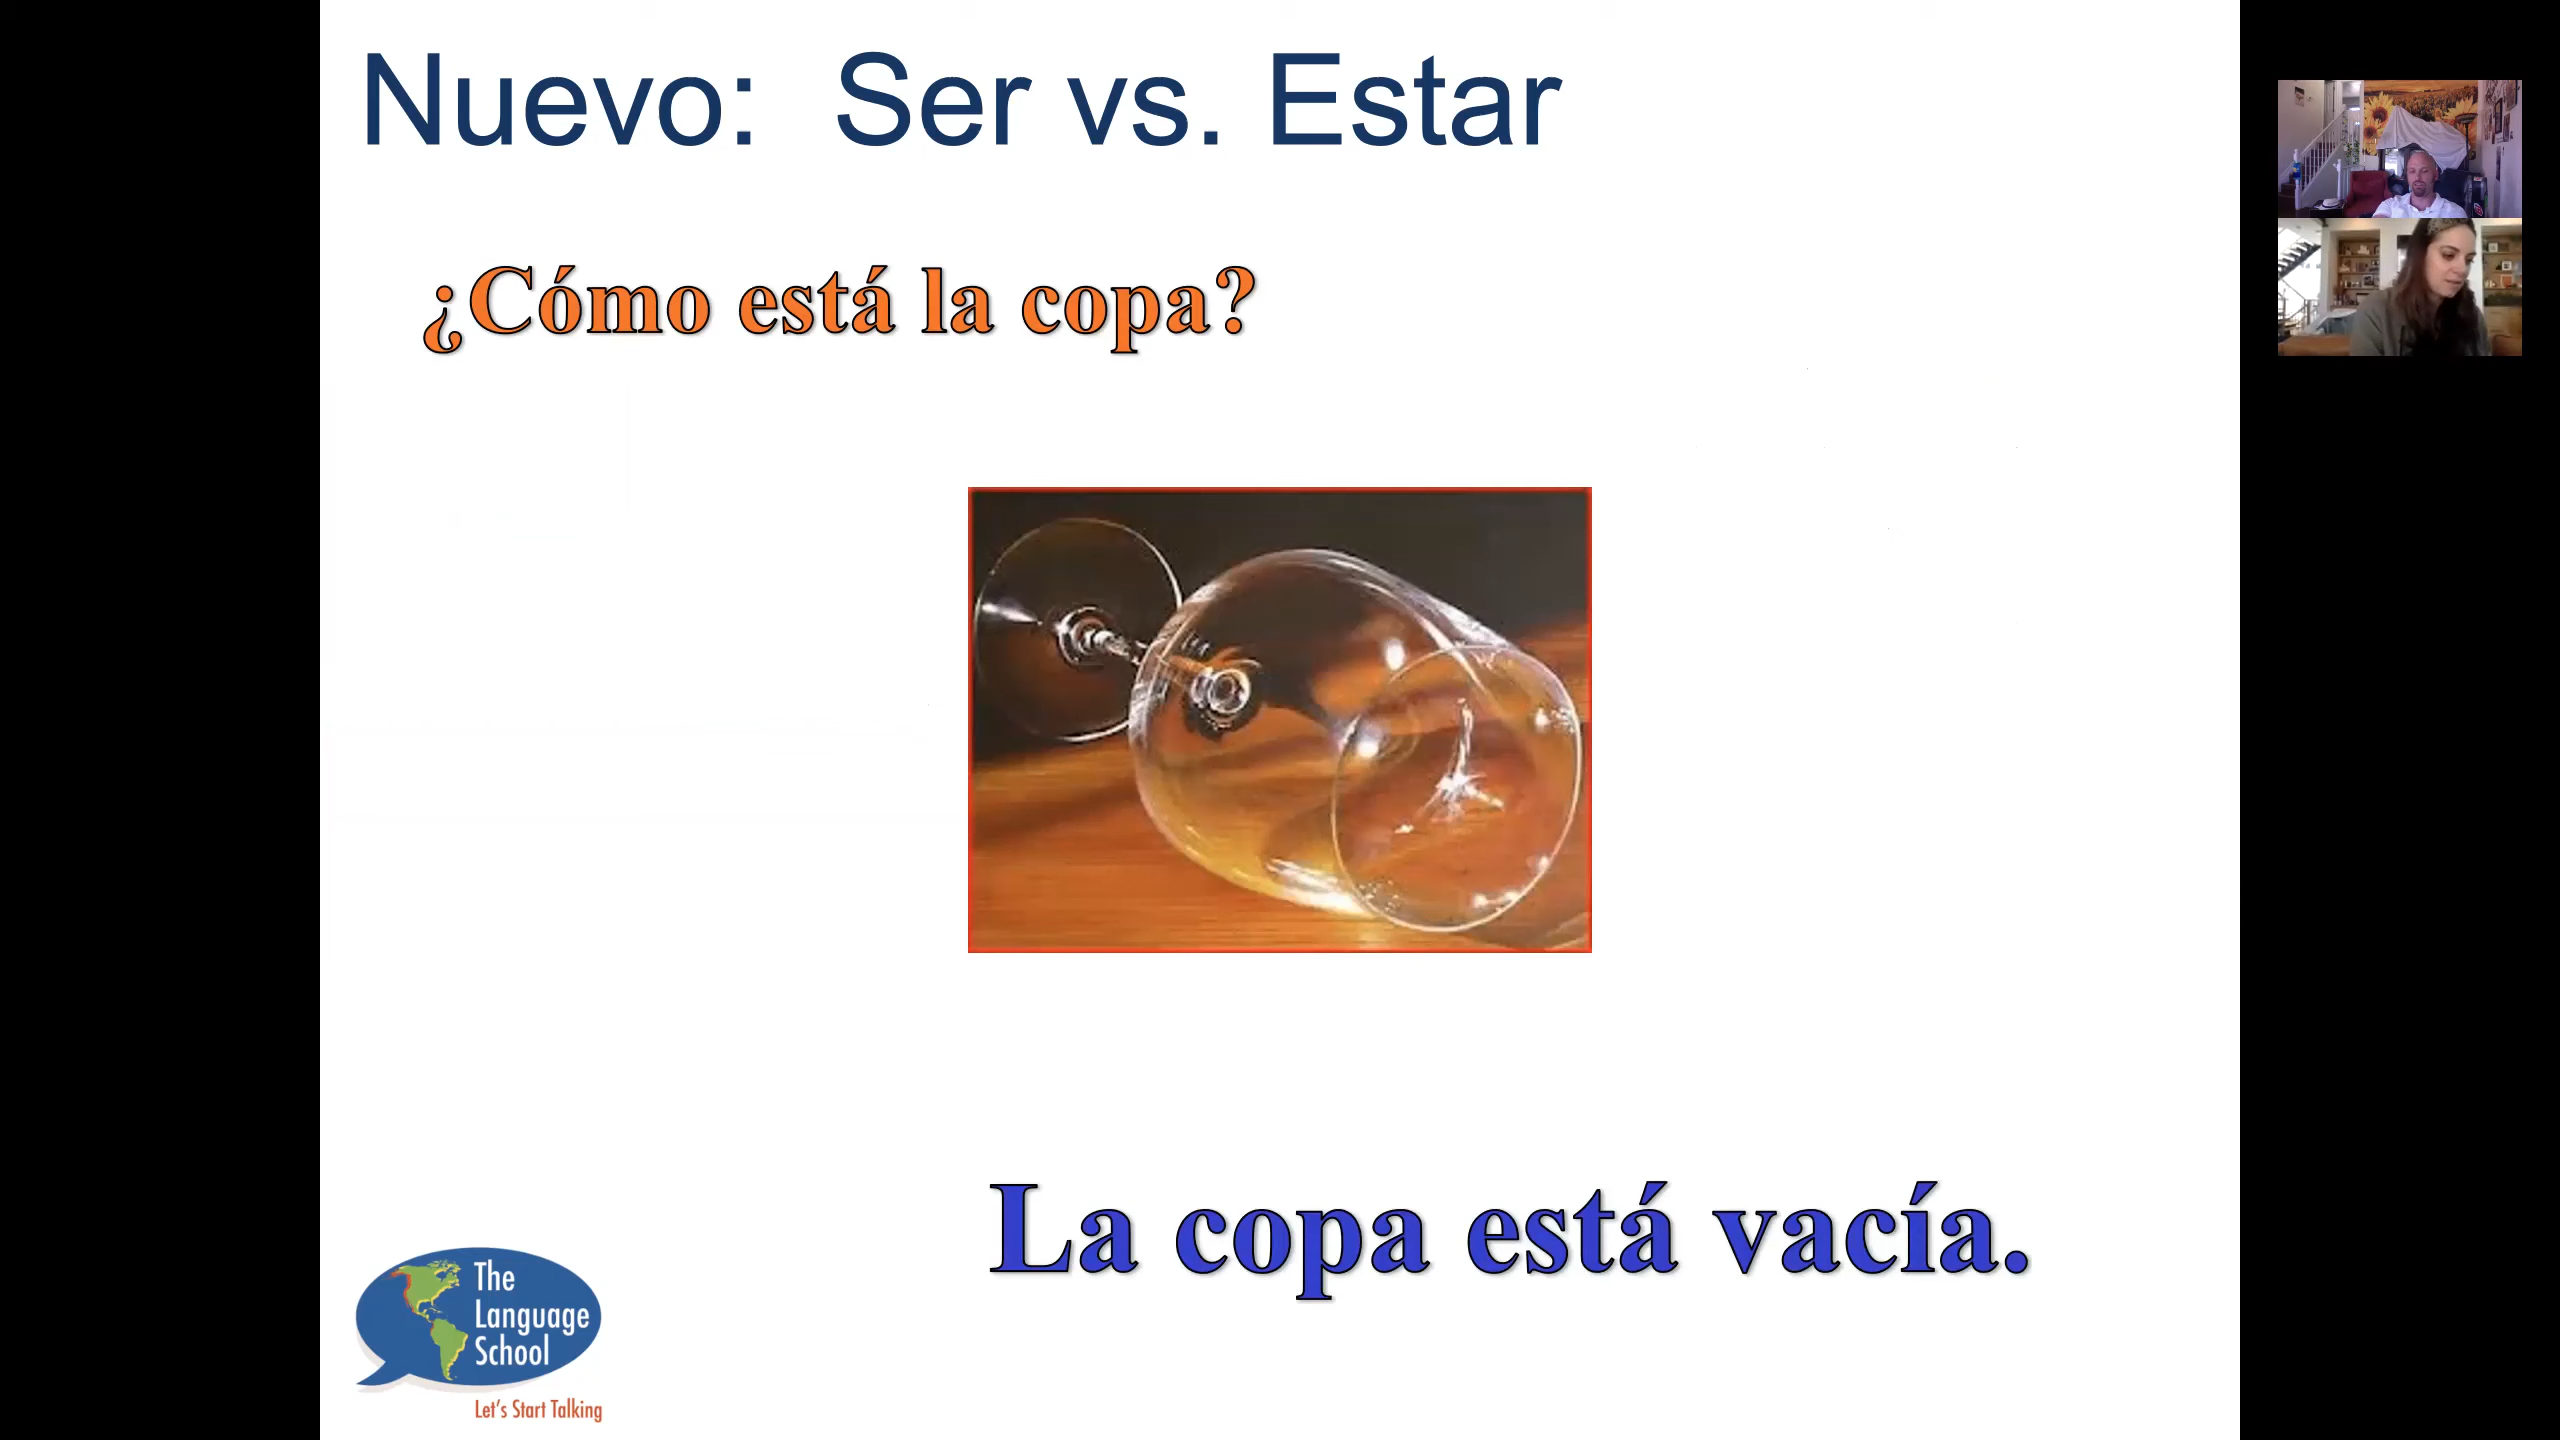 Nuevo: Ser vs. Estar
¿Cómo está la copa?
La copa está vacía.
The
Language
School
Let's Start Talking